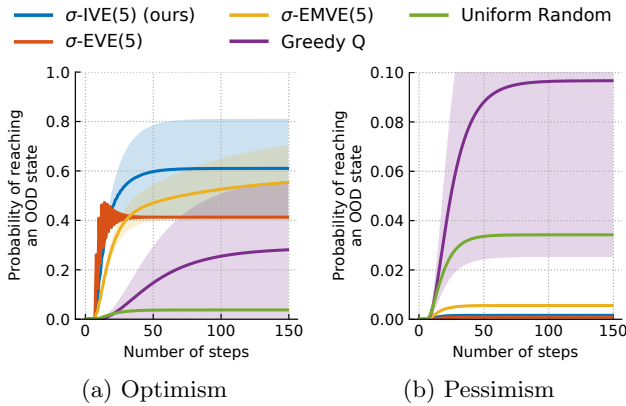 σ-IVE(5) (ours) σ-EMVE(5) Uniform Random
σ-EVE(5) Greedy Q
Probability of reaching
an OOD state
1.0
0.8
0.6
0.4
0.2
0.0
0 50 100 150
Number of steps
(a) Optimism
Probability of reaching
an OOD state
0.10
0.08
0.06
0.04
0.02
0.00
0 50 100 150
Number of steps
(b) Pessimism